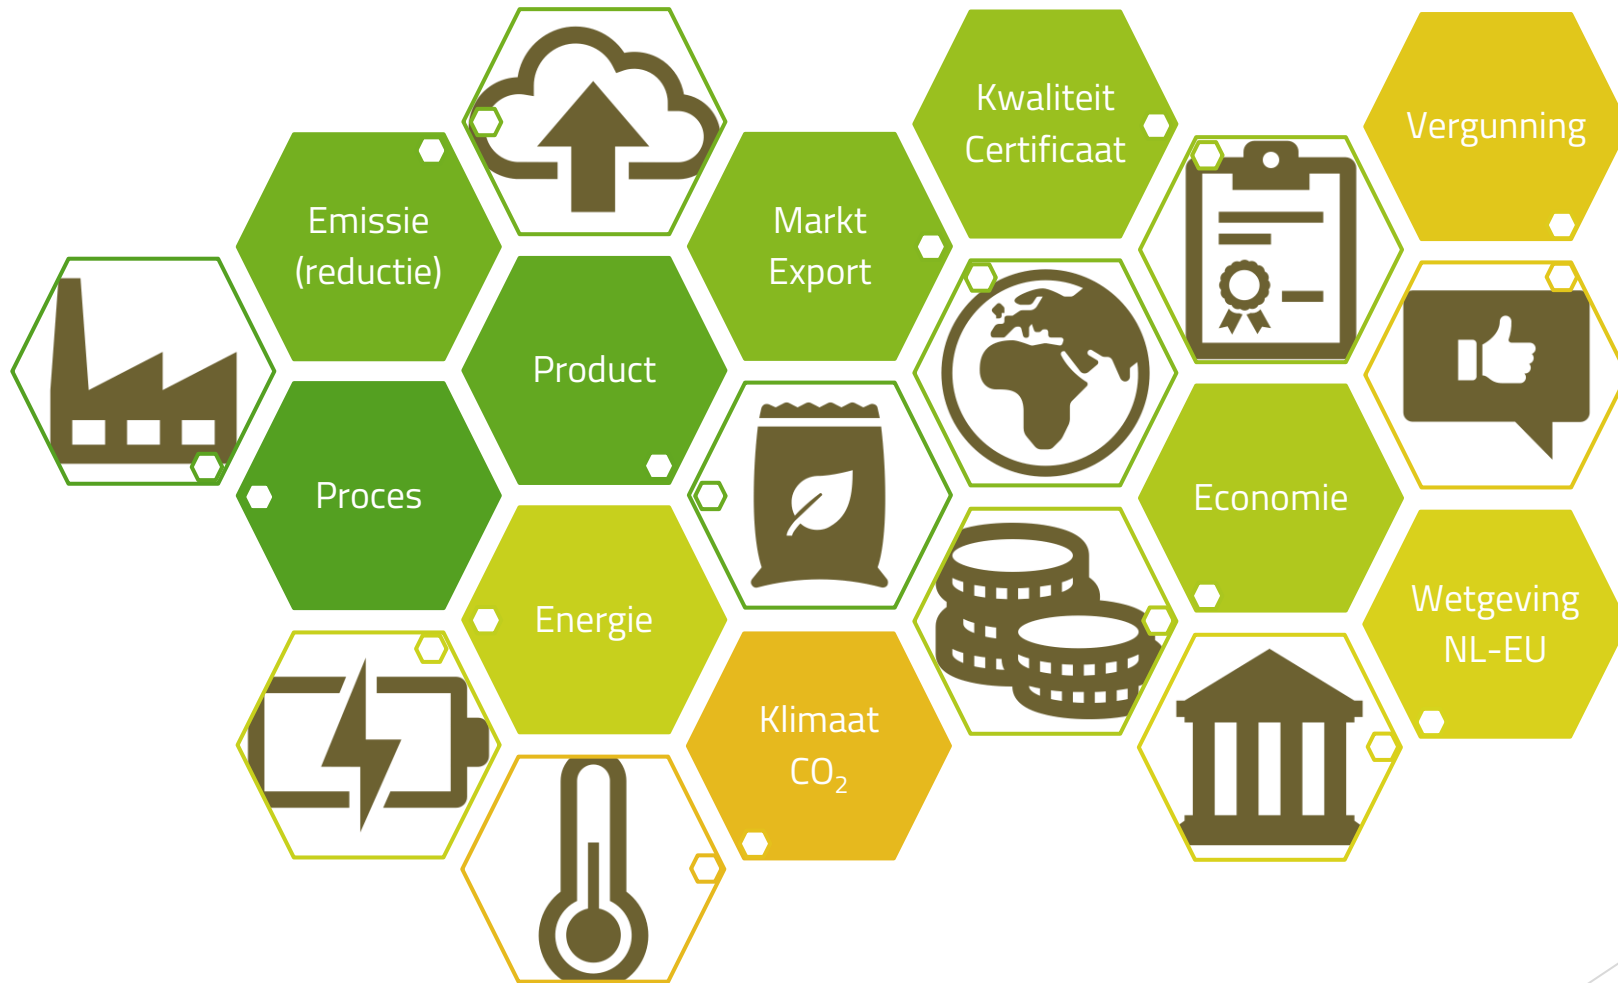 Kwaliteit
Certificaat
Vergunning
Emissie
(reductie)
Markt
Export
Product
Proces
Economie
Energie
Wetgeving
NL-EU
Klimaat
CO₂